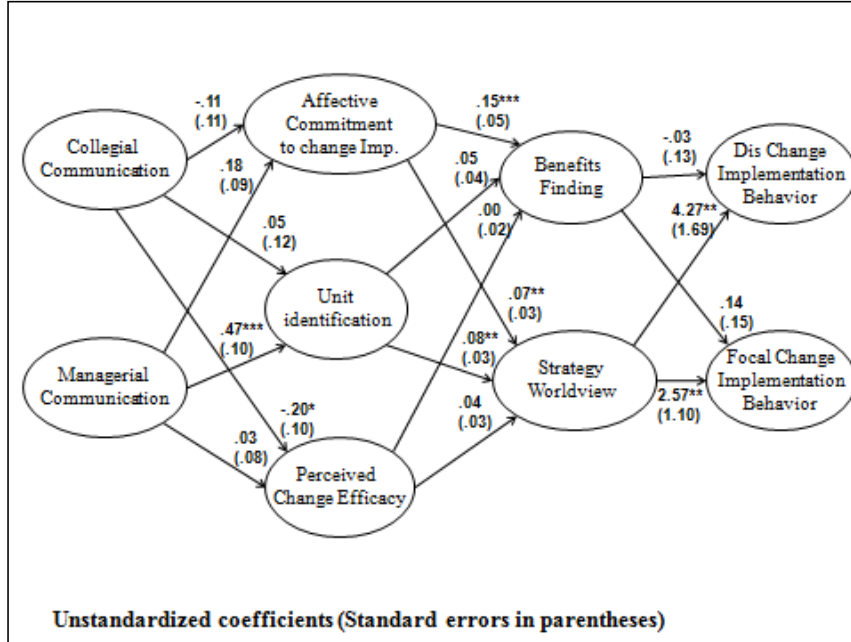 -.11
(.11)
Affective
Commitment
to change Imp.
.15***
(.05)
Collegial
Communication
.18
(.09)
.05
(.04)
Benefits
Finding
-.03
(.13)
Dis Change
Implementation
Behavior
.00
(.02)
4.27**
(1.69)
.05
(.12)
Unit
identification
.07**
(.03)
.14
(.15)
.47***
(.10)
.08**
(.03)
Managerial
Communication
Strategy
Worldview
Focal Change
Implementation
Behavior
-.20*
(.10)
.04
(.03)
2.57**
(1.10)
.03
(.08)
Perceived
Change Efficacy
Unstandardized coefficients (Standard errors in parentheses)